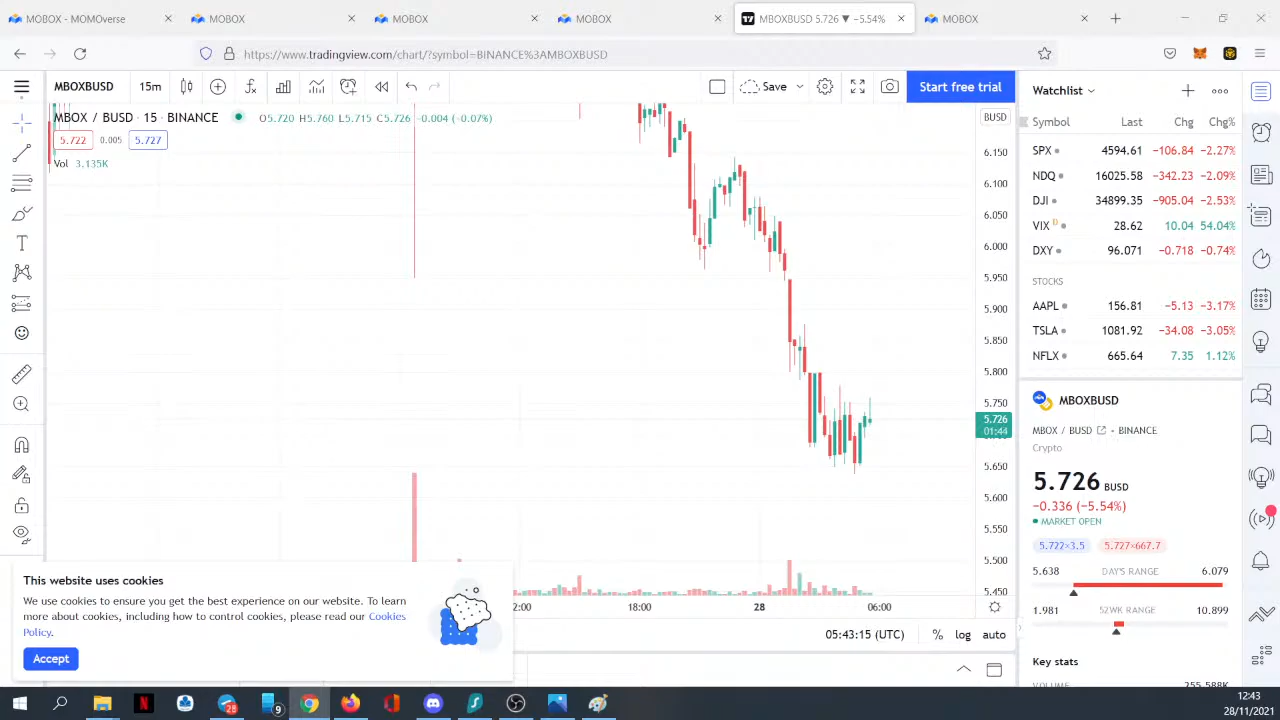 MOBOX - MOMOverse
MOBOX
MOBOX
MOBOX
MBOXBUSD 5.726 ▼ −5.54%
MOBOX
https://www.tradingview.com/chart/?symbol=BINANCE%3AMBOXBUSD
MBOXBUSD
15m
Save
Start free trial
MBOX / BUSD · 15 · BINANCE
O5.720 H5.760 L5.715 C5.726 −0.004 (−0.07%)
5.722
0.005
5.727
Vol 3.135K
BUSD
6.150
6.100
6.050
6.000
5.950
5.900
5.850
5.800
5.750
5.726
01:44
5.650
5.600
5.550
5.500
5.450
12:00
18:00
28
06:00
05:43:15 (UTC)
%
log
auto
This website uses cookies
We use cookies to ensure you get the best experience on our website. To learn
more about cookies, including how to control cookies, please read our Cookies
Policy.
Accept
Watchlist
Symbol Last Chg Chg%
SPX 4594.61 −106.84 −2.27%
NDQ 16025.58 −342.23 −2.09%
DJI 34899.35 −905.04 −2.53%
VIX D 28.62 10.04 54.04%
DXY 96.071 −0.718 −0.74%
STOCKS
AAPL 156.81 −5.13 −3.17%
TSLA 1081.92 −34.08 −3.05%
NFLX 665.64 7.35 1.12%
MBOXBUSD
MBOX / BUSD • BINANCE
Crypto
5.726 BUSD
−0.336 (−5.54%)
MARKET OPEN
5.722×3.5
5.727×667.7
5.638 DAY'S RANGE 6.079
1.981 52WK RANGE 10.899
Key stats
VOLUME 255.588K
28
9
12:43
28/11/2021